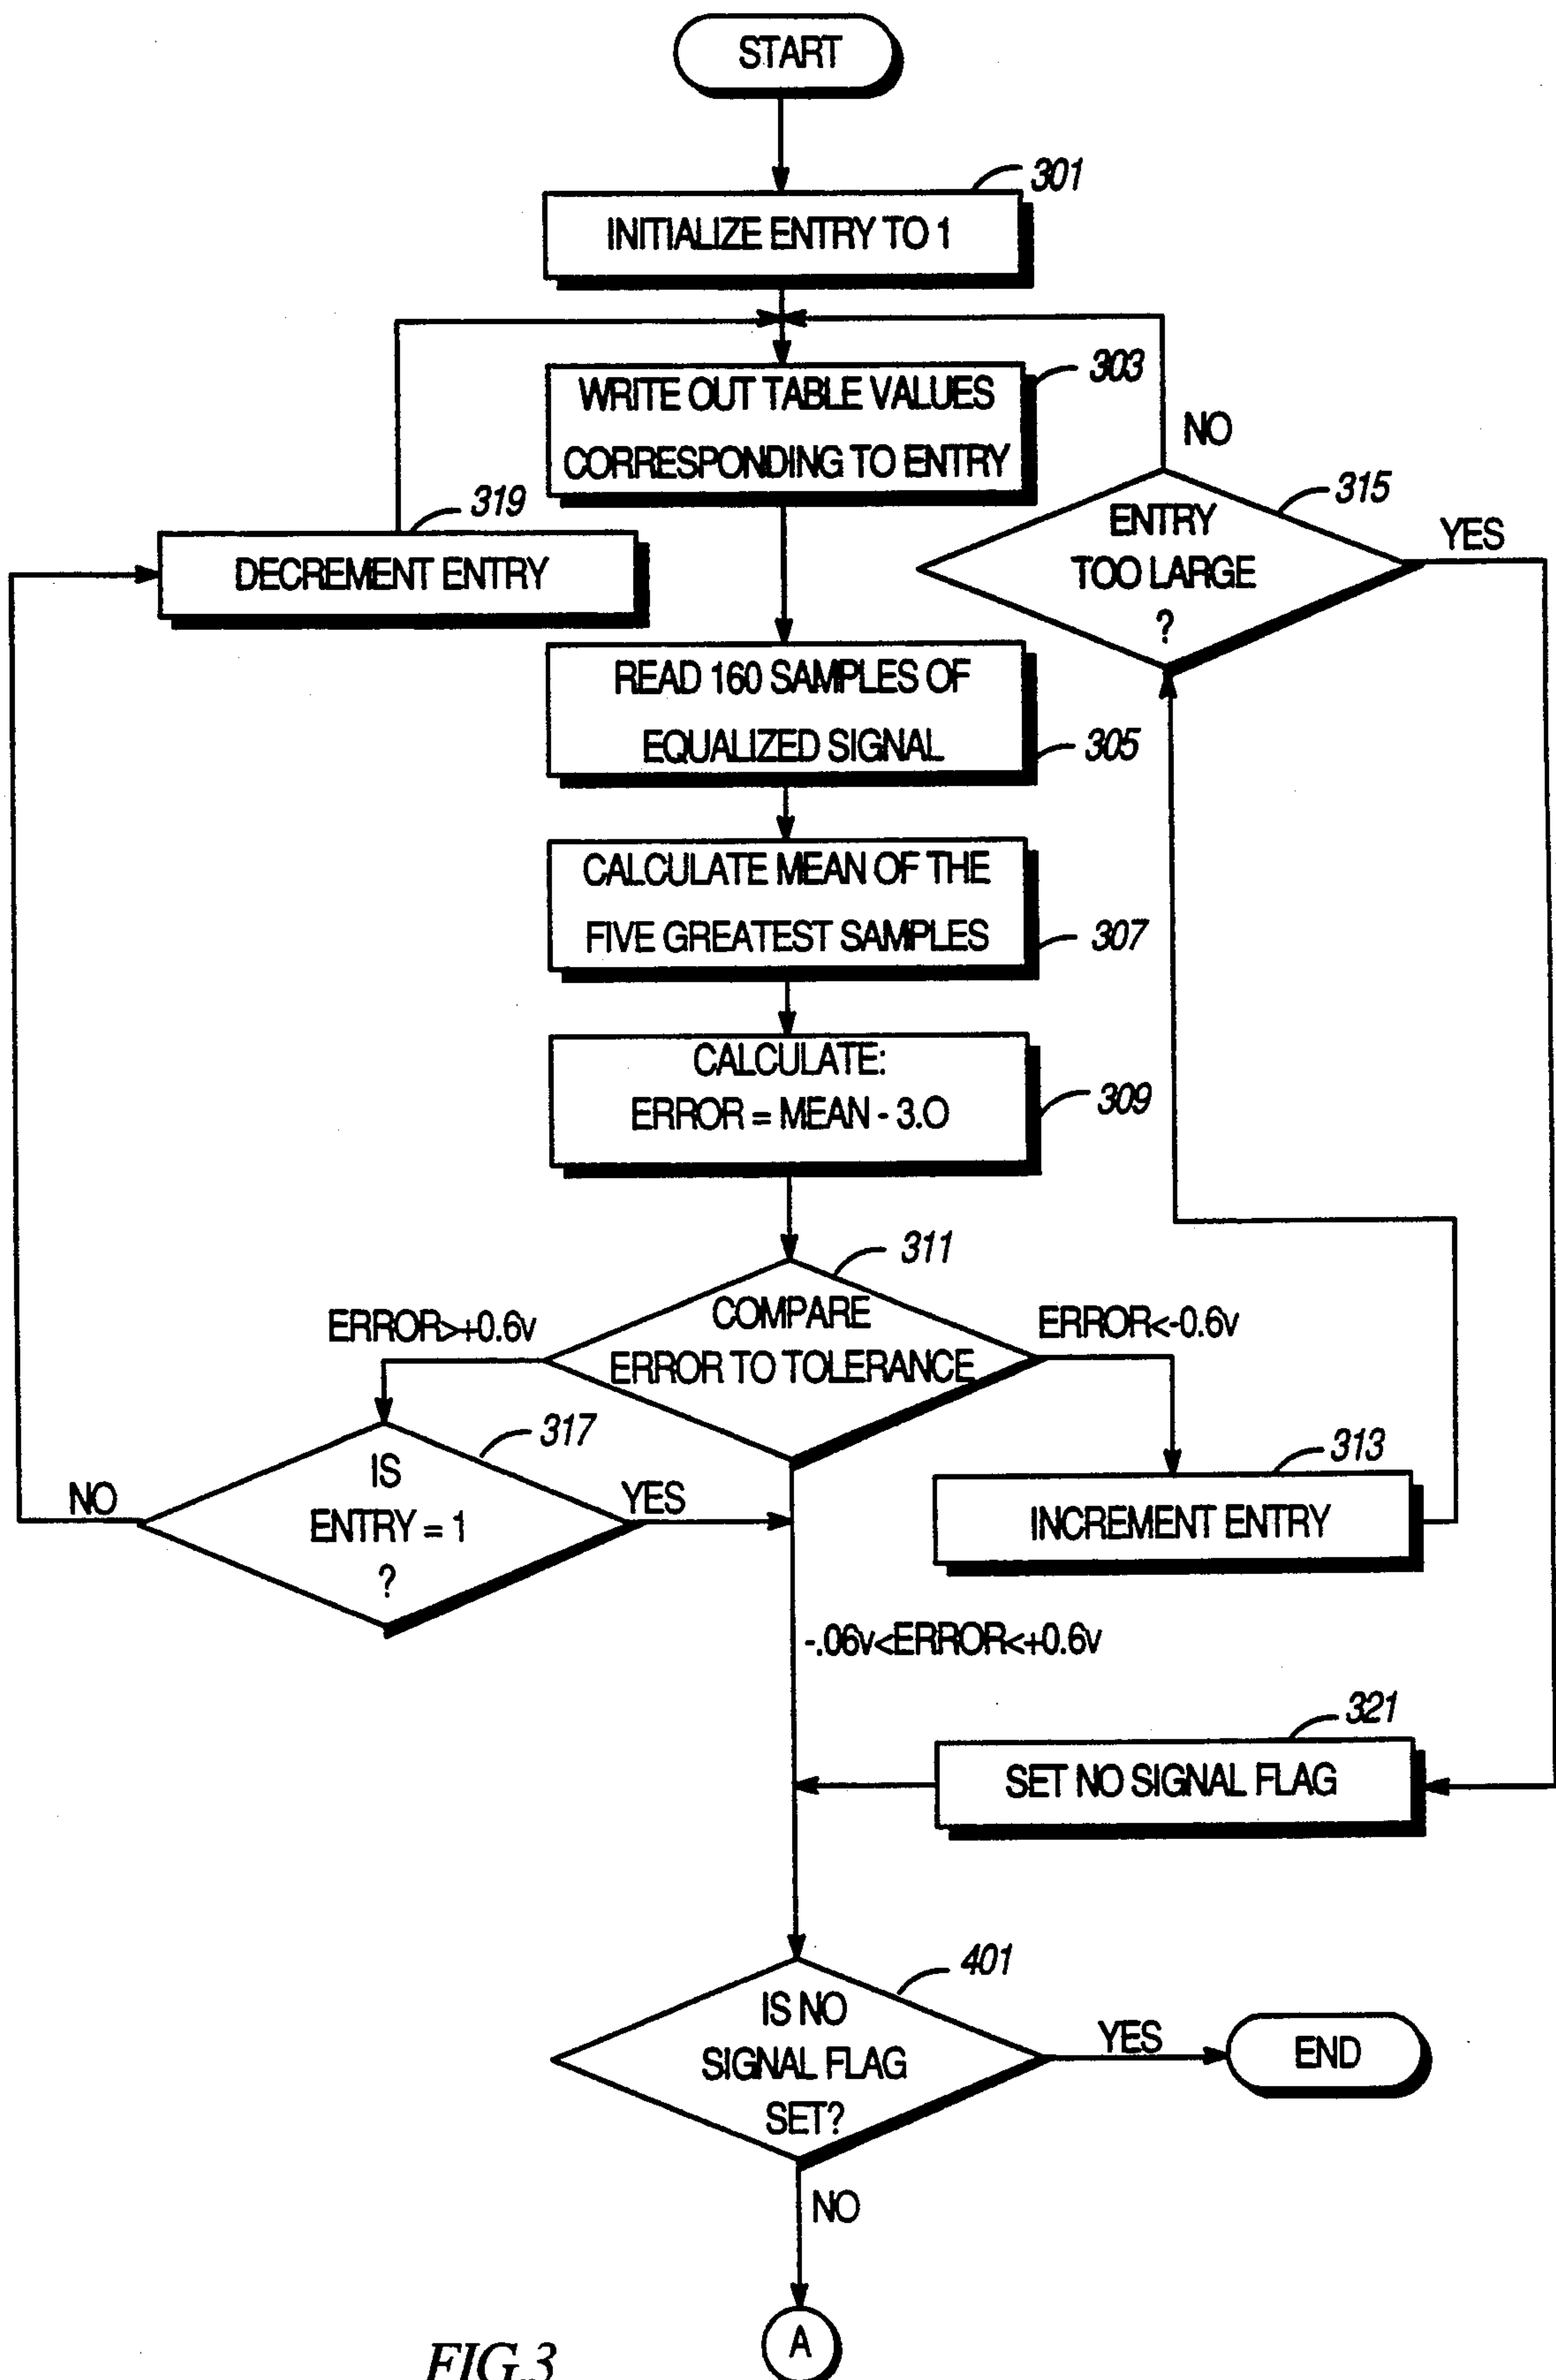 START
301
INITIALIZE ENTRY TO 1
303
WRITE OUT TABLE VALUES
CORRESPONDING TO ENTRY
NO
319
DECREMENT ENTRY
315
ENTRY
TOO LARGE
?
YES
READ 160 SAMPLES OF
EQUALIZED SIGNAL
305
CALCULATE MEAN OF THE
FIVE GREATEST SAMPLES
307
CALCULATE:
ERROR = MEAN - 3.O
309
311
COMPARE
ERROR TO TOLERANCE
ERROR>+0.6v
ERROR<-0.6v
317
IS
ENTRY = 1
?
NO
YES
313
INCREMENT ENTRY
-.06v<ERROR<+0.6v
321
SET NO SIGNAL FLAG
401
IS NO
SIGNAL FLAG
SET?
YES
END
NO
A
FIG.3